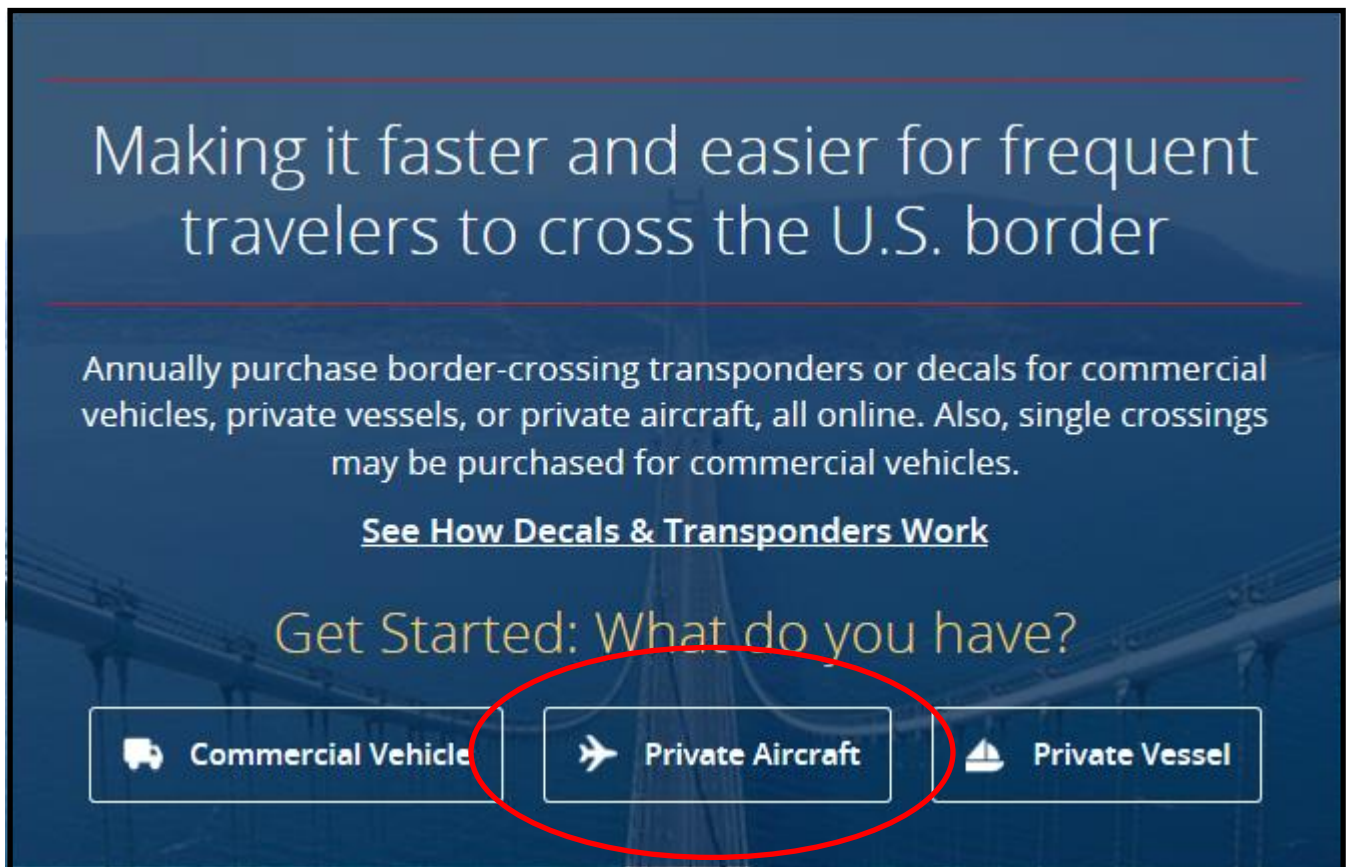 Making it faster and easier for frequent
travelers to cross the U.S. border
Annually purchase border-crossing transponders or decals for commercial
vehicles, private vessels, or private aircraft, all online. Also, single crossings
may be purchased for commercial vehicles.
See How Decals & Transponders Work
Get Started: What do you have?
Commercial Vehicle
Private Aircraft
Private Vessel